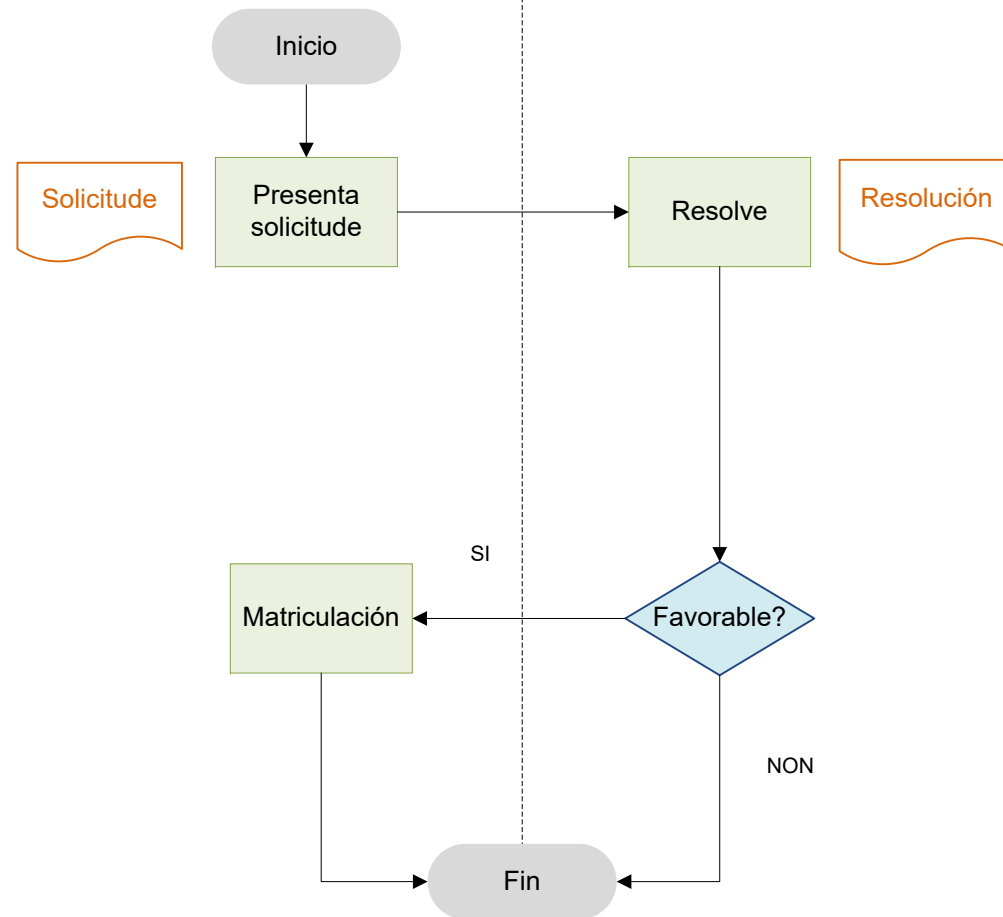 Inicio
Solicitude
Presenta
solicitude
Resolve
Resolución
SI
Matriculación
Favorable?
NON
Fin